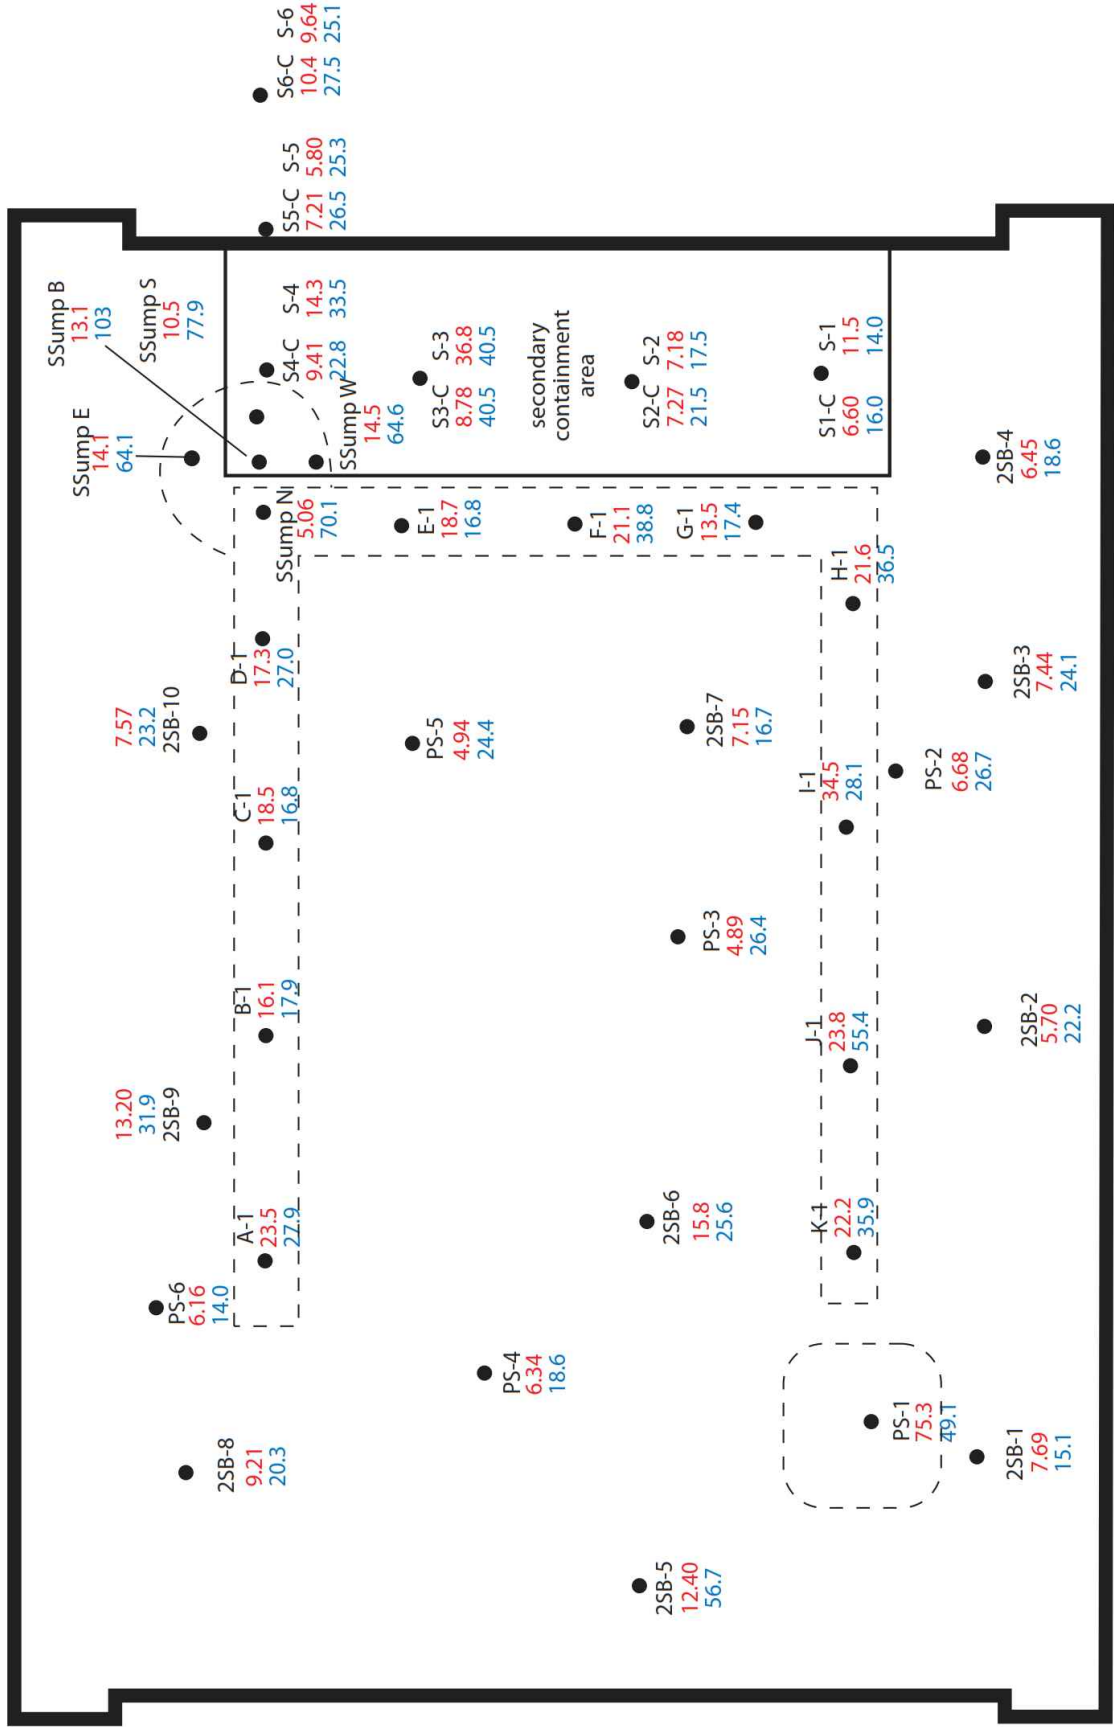 SSump E
14.1
64.1
SSump B
13.1
103
SSump S
10.5
77.9
S4-C S-4
9.41 14.3
22.8 33.5
S5-C S-5
7.21 5.80
26.5 25.3
S6-C S-6
10.4 9.64
27.5 25.1
SSump W
14.5
64.6
SSump N
5.06
70.1
S3-C S-3
8.78 36.8
40.5 40.5
secondary
containment
area
S2-C S-2
7.27 7.18
21.5 17.5
S1-C S-1
6.60 11.5
16.0 14.0
E-1
18.7
16.8
F-1
21.1
38.8
G-1
13.5
17.4
H-1
21.6
36.5
2SB-4
6.45
18.6
D-1
17.3
27.0
7.57
23.2
2SB-10
C-1
18.5
16.8
PS-5
4.94
24.4
2SB-7
7.15
16.7
I-1
34.5
28.1
PS-2
6.68
26.7
2SB-3
7.44
24.1
B-1
16.1
17.9
PS-3
4.89
26.4
J-1
23.8
55.4
2SB-2
5.70
22.2
13.20
31.9
2SB-9
A-1
23.5
27.9
2SB-6
15.8
25.6
K-1
22.2
35.9
PS-6
6.16
14.0
PS-4
6.34
18.6
PS-1
75.3
49.1
2SB-1
7.69
15.1
2SB-8
9.21
20.3
2SB-5
12.40
56.7